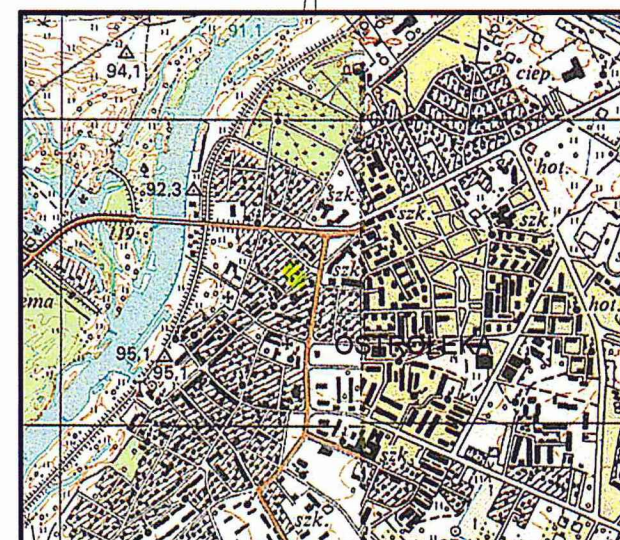 91.1
94,1
ciep.
92.3
hot.
szk.
szk.
szk.
119
szk.
ema
hot
OSTROŁĘKA
95,1
95
szk.
szk.